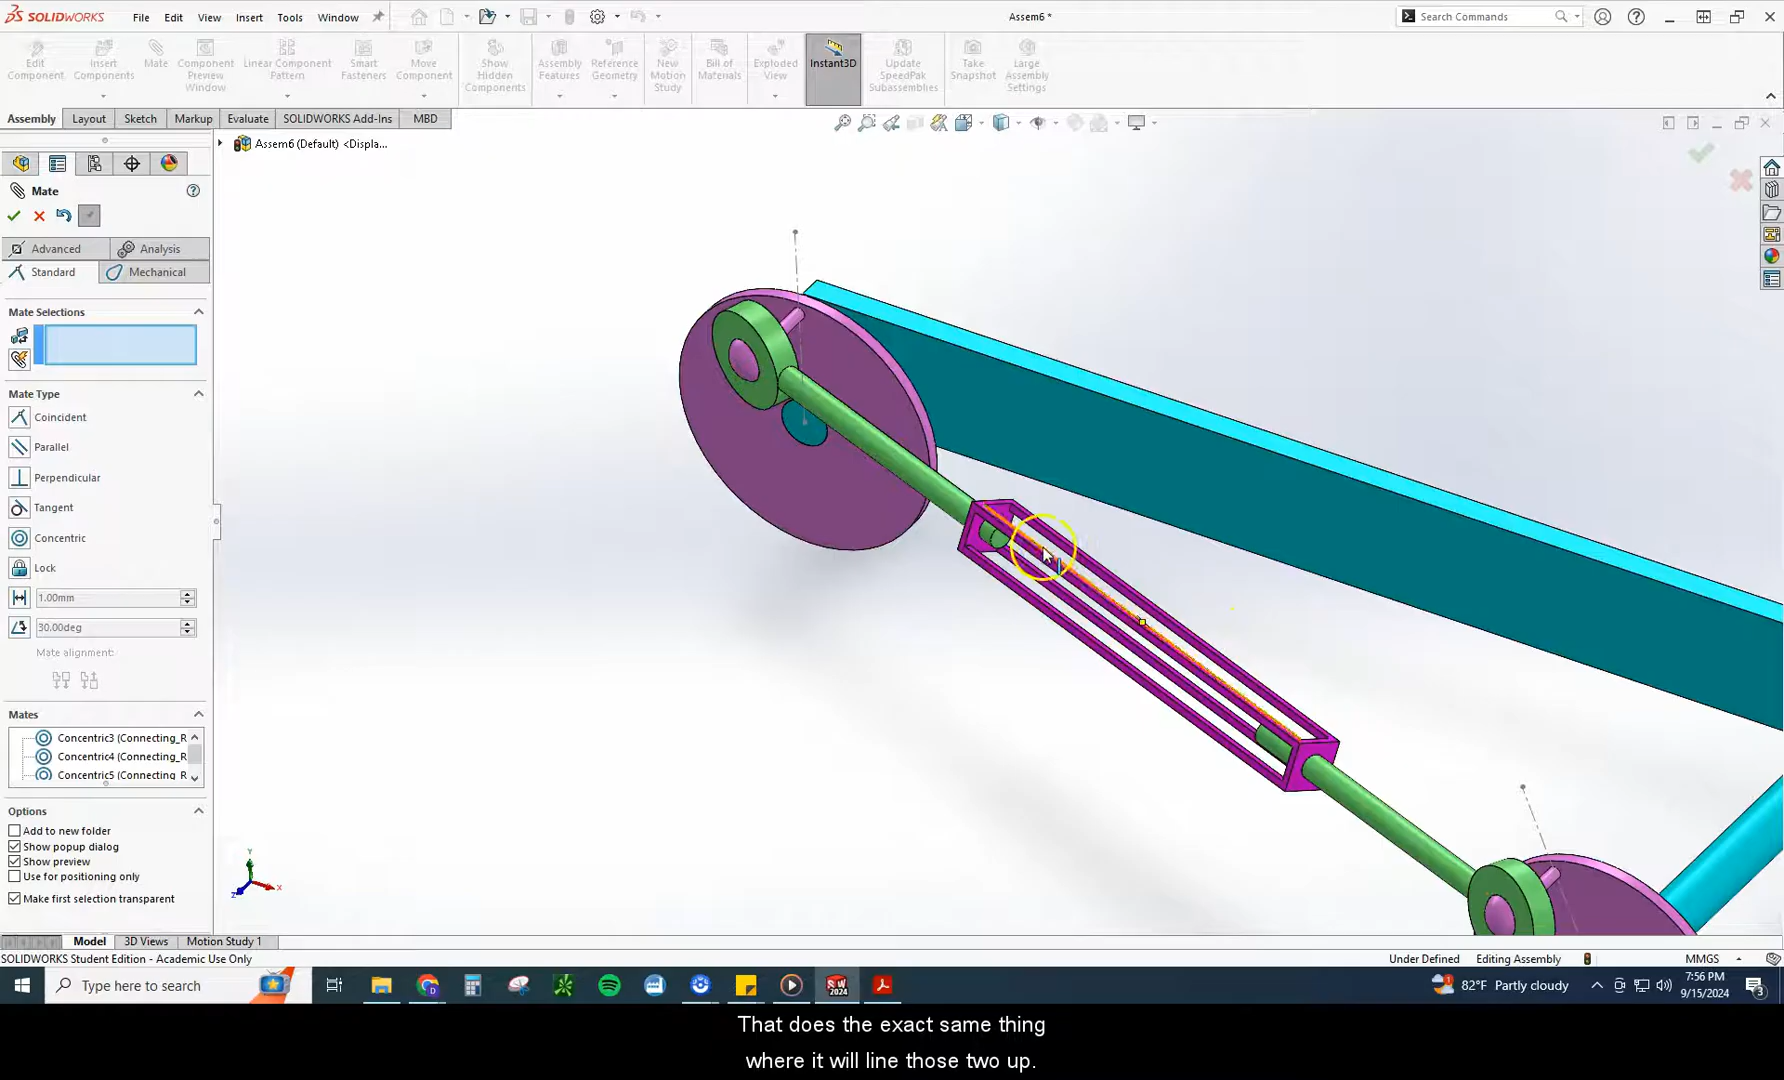 SOLIDWORKS File Edit View Insert Tools Window Assem6 * Search Commands
Edit Component
Insert Components
Mate
Component Preview Window
Linear Component Pattern
Smart Fasteners
Move Component
Show Hidden Components
Assembly Features
Reference Geometry
New Motion Study
Bill of Materials
Exploded View
Instant3D
Update SpeedPak Subassemblies
Take Snapshot
Large Assembly Settings
Assembly Layout Sketch Markup Evaluate SOLIDWORKS Add-Ins MBD
Assem6 (Default) <Displa...
Mate
Advanced Analysis
Standard Mechanical
Mate Selections
Mate Type
Coincident
Parallel
Perpendicular
Tangent
Concentric
Lock
1.00mm
30.00deg
Mate alignment:
Mates
Concentric3 (Connecting_R
Concentric4 (Connecting_R
Concentric5 (Connecting_R
Options
Add to new folder
Show popup dialog
Show preview
Use for positioning only
Make first selection transparent
Y
Z
X
Model 3D Views Motion Study 1
SOLIDWORKS Student Edition - Academic Use Only Under Defined Editing Assembly MMGS
Type here to search SW 2024 82°F Partly cloudy 7:56 PM
9/15/2024
3
That does the exact same thing
where it will line those two up.